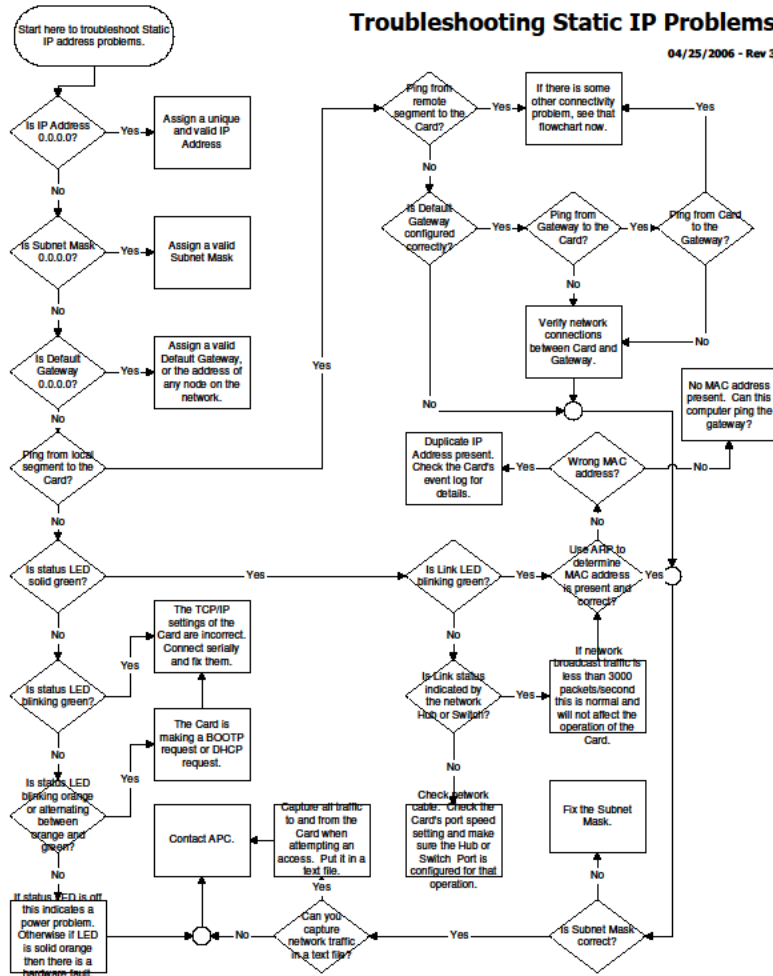 Troubleshooting Static IP Problems
04/25/2006 - Rev 3
Start here to troubleshoot Static
IP address problems.
Is IP Address
0.0.0.0?
Yes
Assign a unique
and valid IP
Address
No
Is Subnet Mask
0.0.0.0?
Yes
Assign a valid
Subnet Mask
No
Is Default
Gateway
0.0.0.0?
Yes
Assign a valid
Default Gateway,
or the address of
any node on the
network.
No
Ping from local
segment to the
Card?
Yes
No
Ping from
remote
segment to the
Card?
Yes
If there is some
other connectivity
problem, see that
flowchart now.
Yes
No
Is Default
Gateway
configured
correctly?
Yes
Ping from
Gateway to the
Card?
Yes
Ping from Card
to the
Gateway?
No
No
No
Verify network
connections
between Card and
Gateway.
No MAC address
present. Can this
computer ping the
gateway?
Duplicate IP
Address present.
Check the Card's
event log for
details.
Yes
Wrong MAC
address?
No
No
Is status LED
solid green?
Yes
Is Link LED
blinking green?
Yes
Use ARP to
determine
MAC address
is present and
correct?
Yes
No
No
The TCP/IP
settings of the
Card are incorrect.
Connect serially
and fix them.
Is status LED
blinking green?
Yes
Is Link status
indicated by
the network
Hub or Switch?
Yes
If network
broadcast traffic is
less than 3000
packets/second
this is normal and
will not affect the
operation of the
Card.
No
The Card is
making a BOOTP
request or DHCP
request.
No
Is status LED
blinking orange
or alternating
between
orange and
green?
Yes
Contact APC.
Capture all traffic
to and from the
Card when
attempting an
access. Put it in a
text file.
Check network
cable. Check the
Card's port speed
setting and make
sure the Hub or
Switch Port is
configured for that
operation.
Fix the Subnet
Mask.
No
Yes
No
If status LED is off
this indicates a
power problem.
Otherwise if LED
is solid orange
then there is a
hardware fault.
No
Can you
capture
network traffic
in a text file?
Yes
Is Subnet Mask
correct?